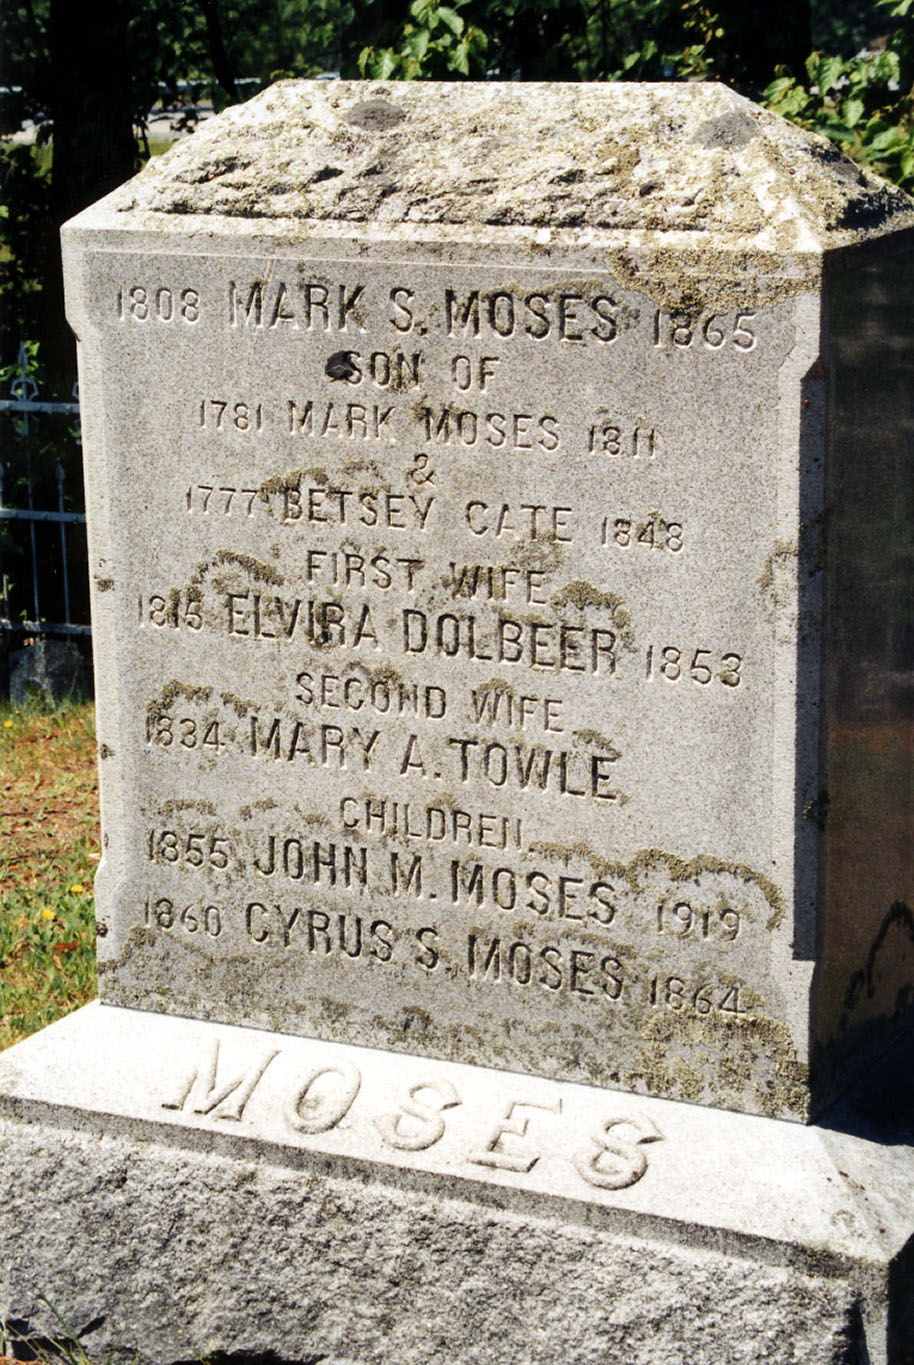 1808 MARK S. MOSES 1865
SON OF
1781 MARK MOSES 1811
&
1777 BETSEY CATE 1848
FIRST WIFE
1815 ELVIRA DOLBEER 1853
SECOND WIFE
1834 MARY A. TOWLE
CHILDREN
1855 JOHN M. MOSES 1919
1860 CYRUS S. MOSES 1864
MOSES